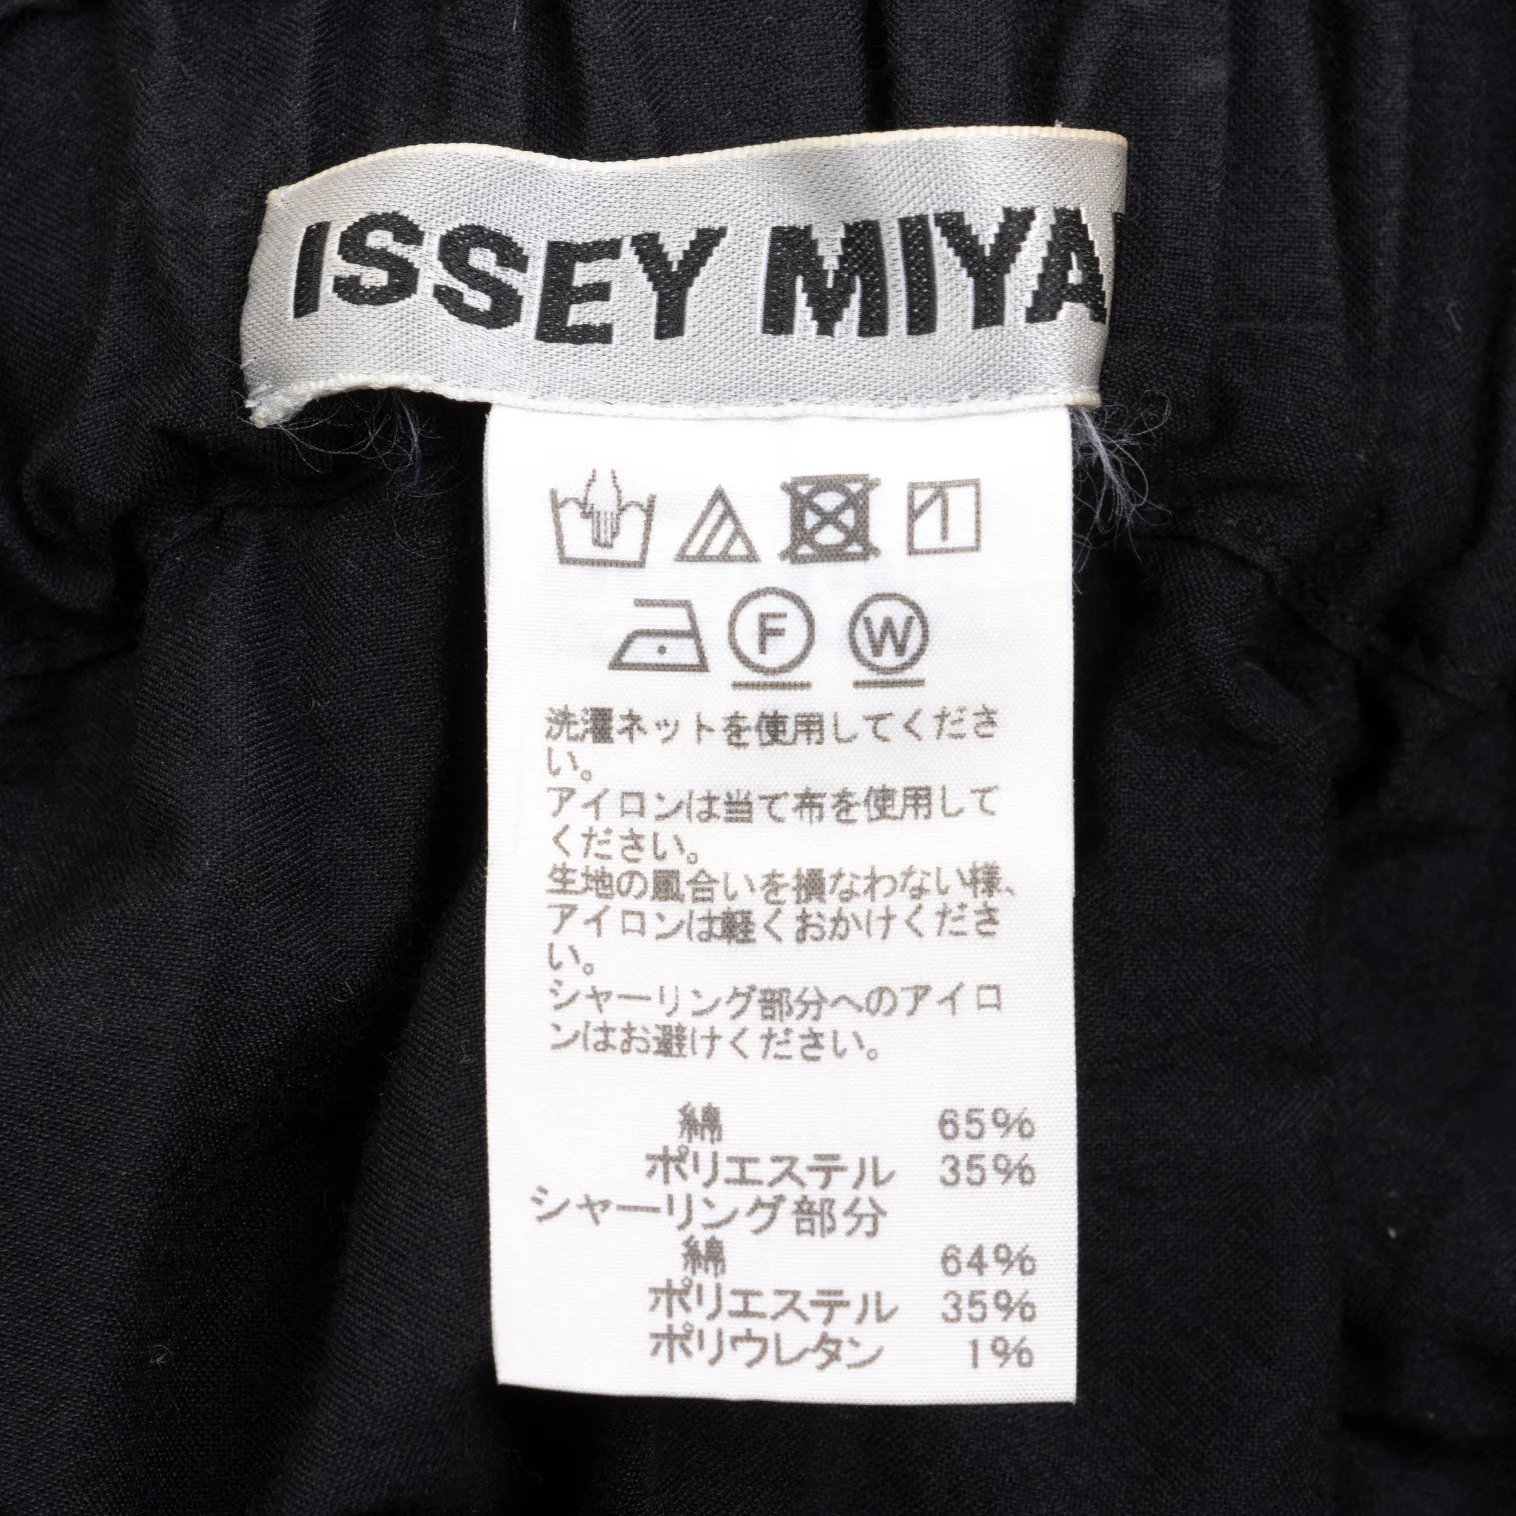 ISSEY MIYA
F
W
洗濯ネットを使用してくださ
い。
アイロンは当て布を使用して
ください。
生地の風合いを損なわない様、
アイロンは軽くおかけくださ
い。
シャーリング部分へのアイロ
ンはお避けください。
綿 65%
ポリエステル 35%
シャーリング部分
綿 64%
ポリエステル 35%
ポリウレタン 1%